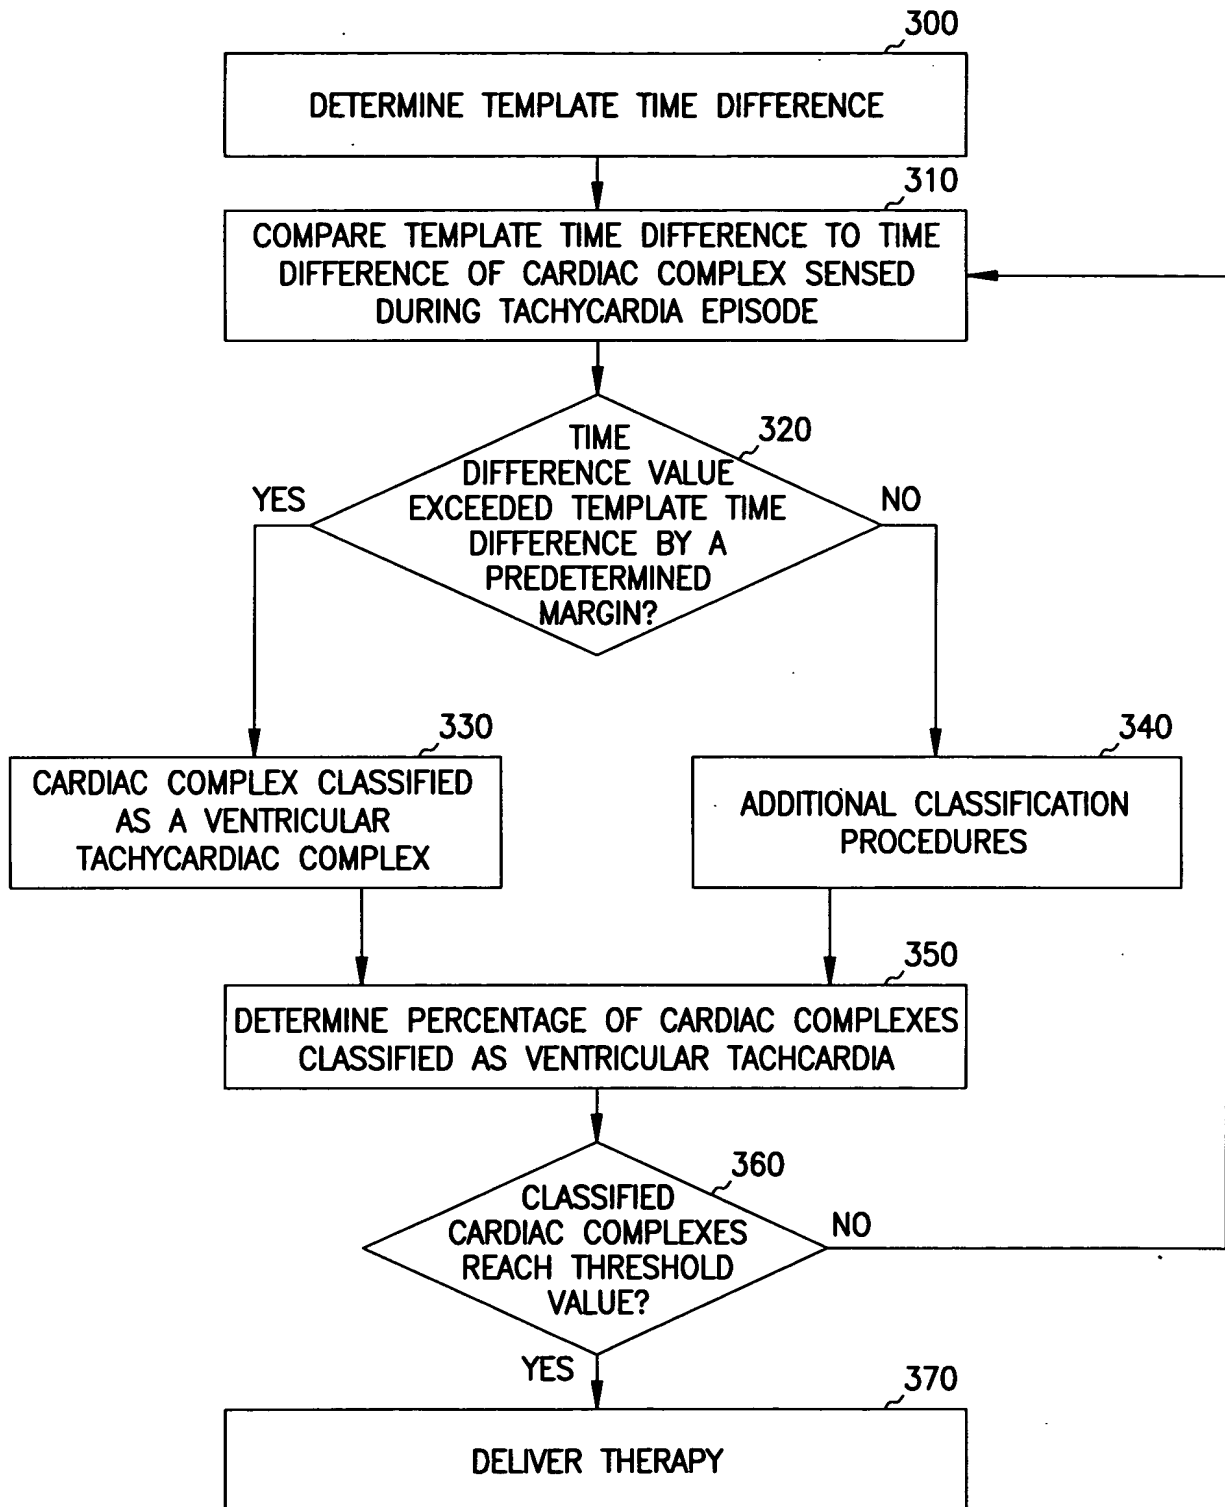 300
DETERMINE TEMPLATE TIME DIFFERENCE
310
COMPARE TEMPLATE TIME DIFFERENCE TO TIME
DIFFERENCE OF CARDIAC COMPLEX SENSED
DURING TACHYCARDIA EPISODE
320
TIME
DIFFERENCE VALUE
EXCEEDED TEMPLATE TIME
DIFFERENCE BY A
PREDETERMINED
MARGIN?
YES
NO
330
CARDIAC COMPLEX CLASSIFIED
AS A VENTRICULAR
TACHYCARDIAC COMPLEX
340
ADDITIONAL CLASSIFICATION
PROCEDURES
350
DETERMINE PERCENTAGE OF CARDIAC COMPLEXES
CLASSIFIED AS VENTRICULAR TACHCARDIA
360
CLASSIFIED
CARDIAC COMPLEXES
REACH THRESHOLD
VALUE?
NO
YES
370
DELIVER THERAPY